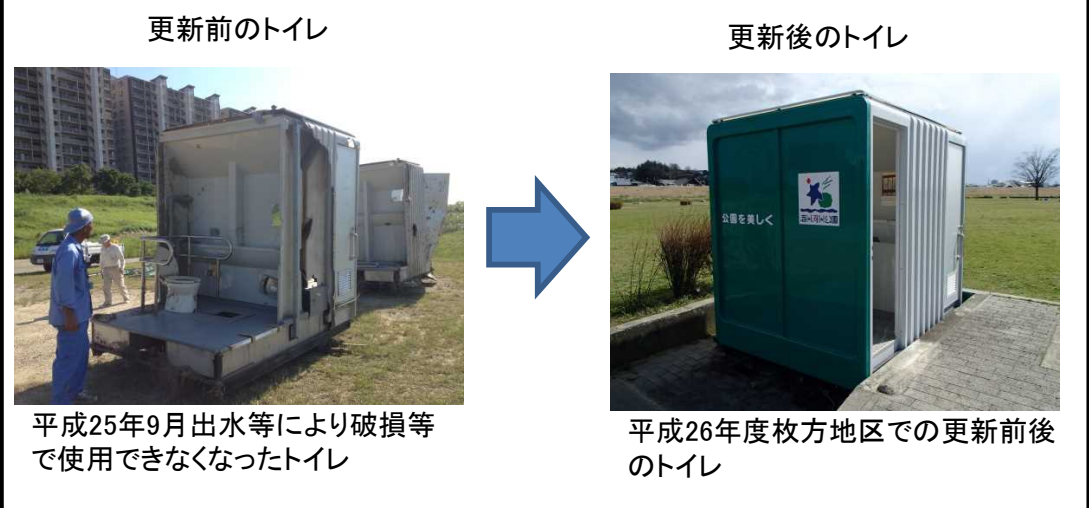 更新前のトイレ
更新後のトイレ
公園を美しく
平成25年9月出水等により破損等
で使用できなくなったトイレ
平成26年度枚方地区での更新前後
のトイレ